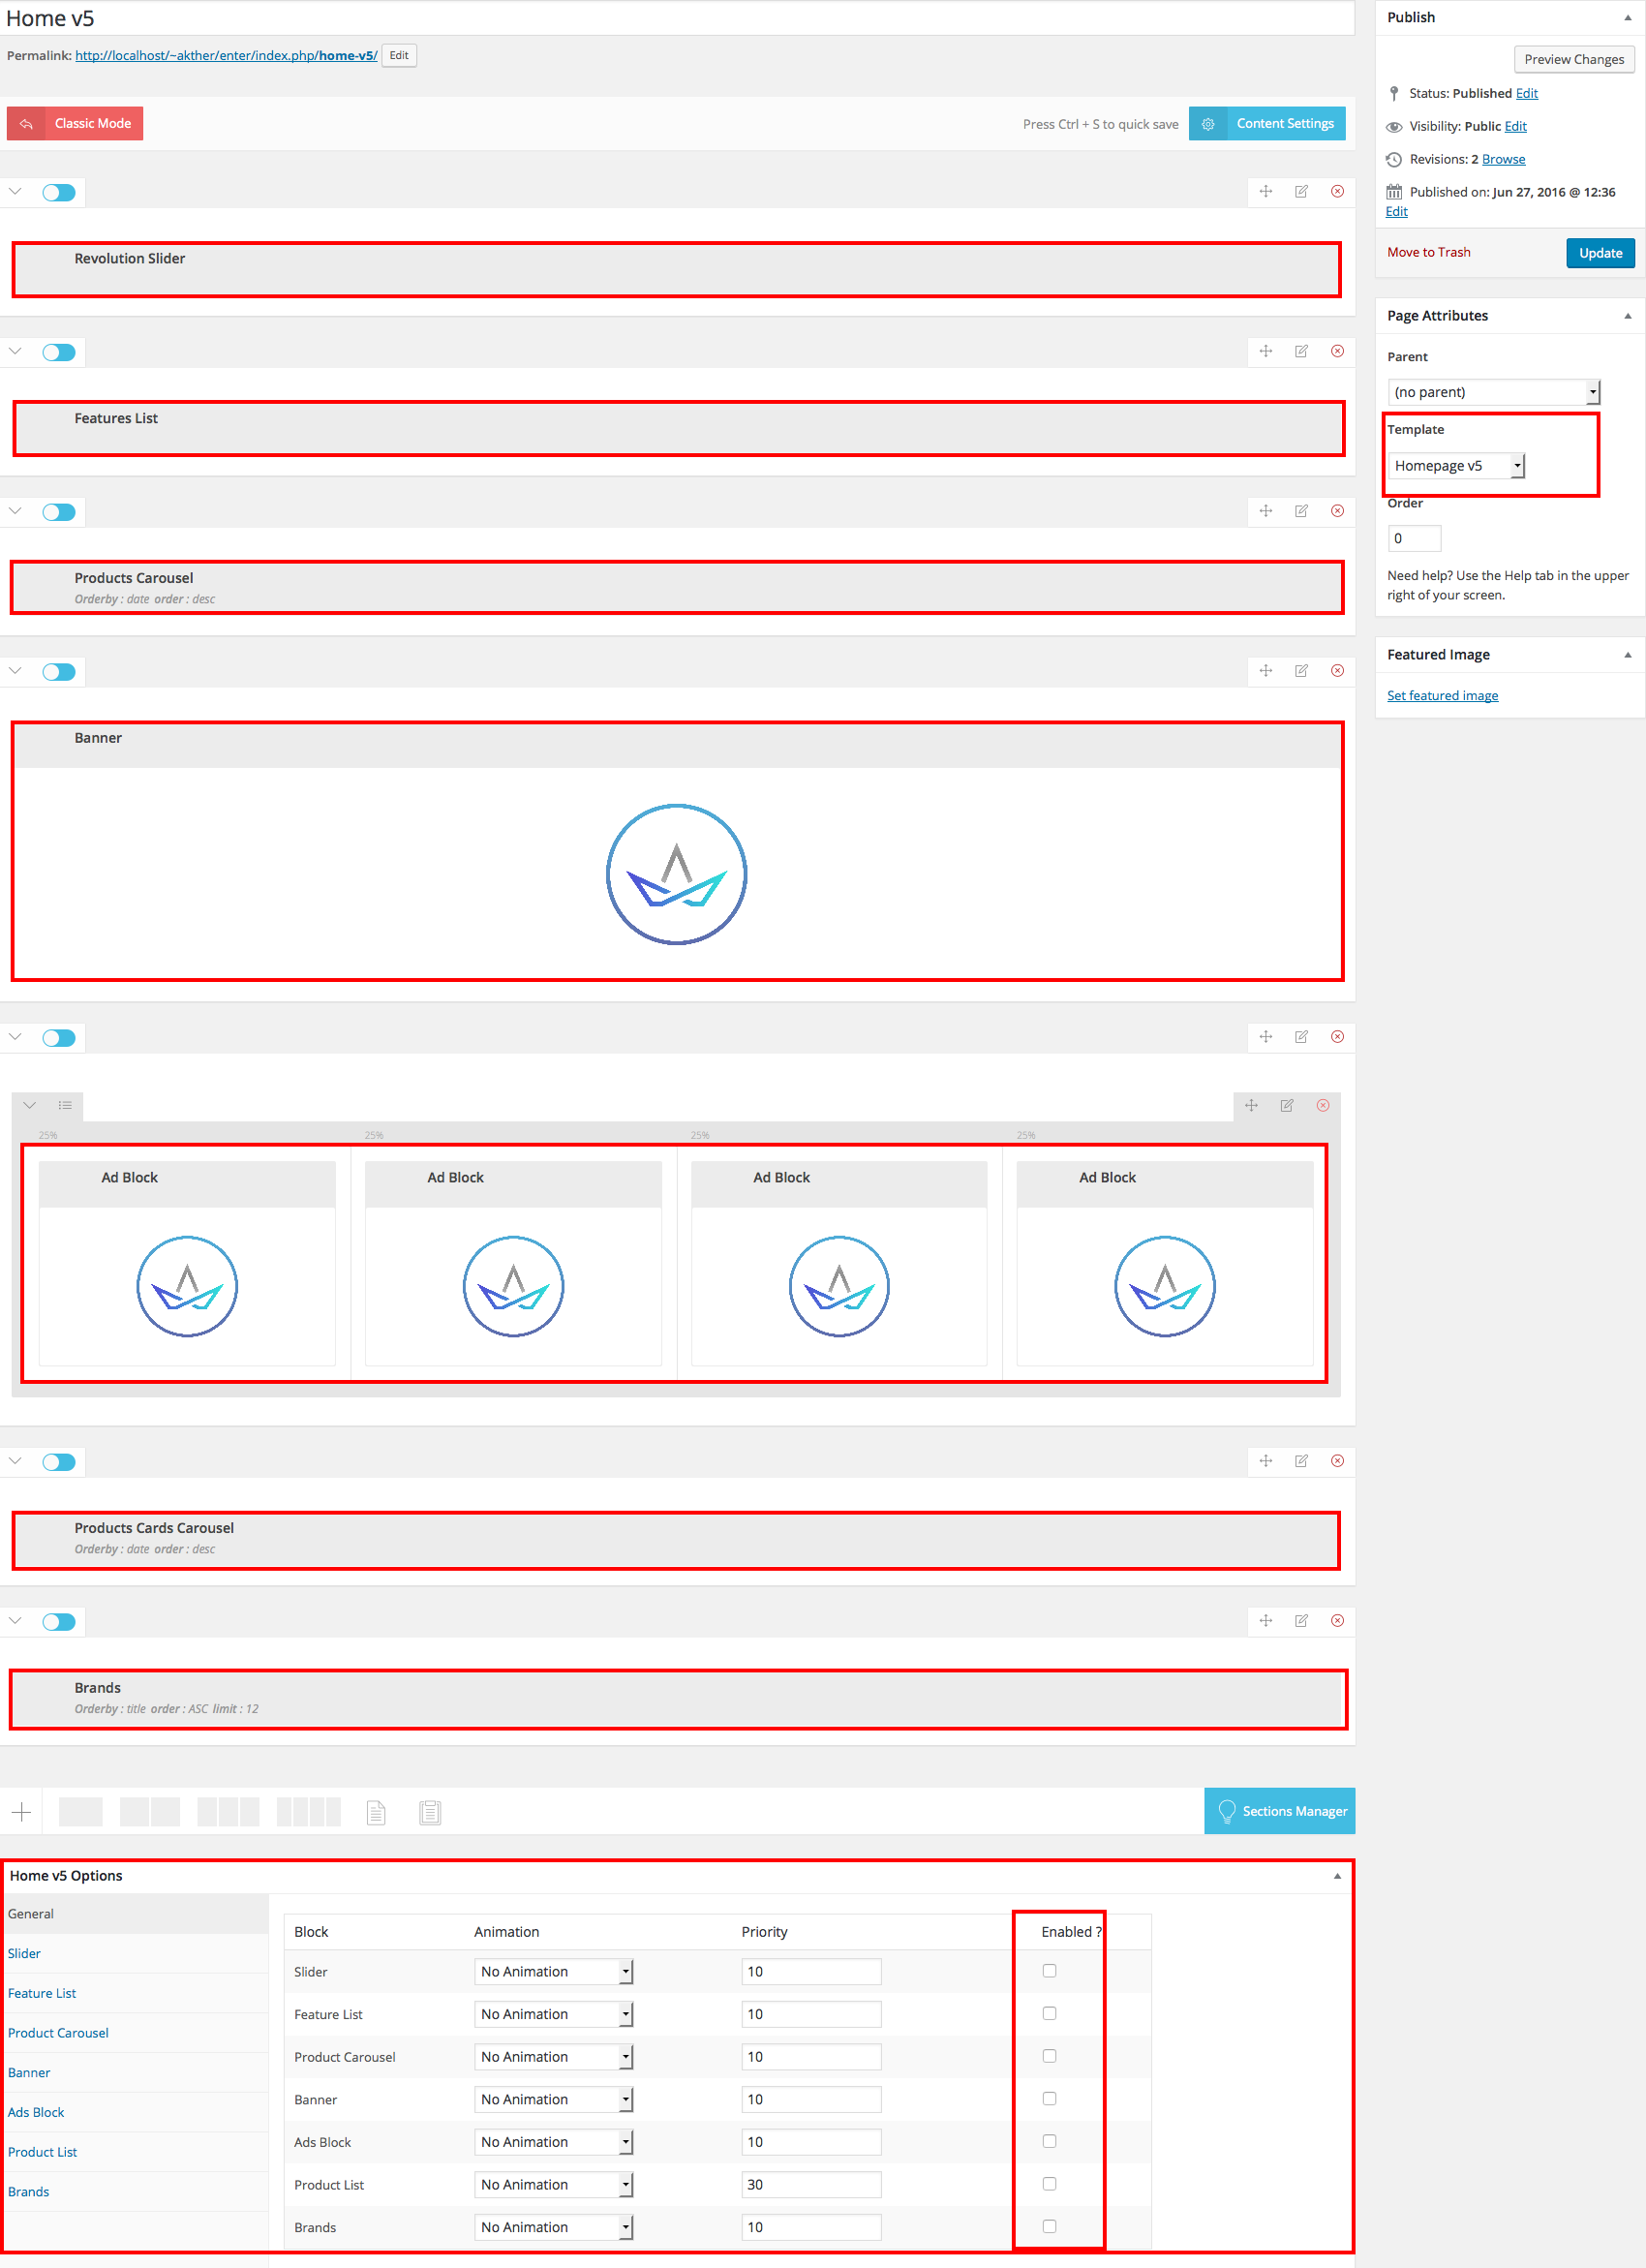 Home v5
Permalink: http://localhost/~akther/enter/index.php/home-v5/ Edit
Classic Mode
Press Ctrl + S to quick save
Content Settings
Revolution Slider
Features List
Products Carousel
Orderby : date order : desc
Banner
25% 25% 25% 25%
Ad Block Ad Block Ad Block Ad Block
Products Cards Carousel
Orderby : date order : desc
Brands
Orderby : title order : ASC limit : 12
Sections Manager
Home v5 Options
General
Slider
Feature List
Product Carousel
Banner
Ads Block
Product List
Brands
Block Animation Priority Enabled ?
Slider No Animation 10
Feature List No Animation 10
Product Carousel No Animation 10
Banner No Animation 10
Ads Block No Animation 10
Product List No Animation 30
Brands No Animation 10
Publish
Preview Changes
Status: Published Edit
Visibility: Public Edit
Revisions: 2 Browse
Published on: Jun 27, 2016 @ 12:36
Edit
Move to Trash
Update
Page Attributes
Parent
(no parent)
Template
Homepage v5
Order
0
Need help? Use the Help tab in the upper
right of your screen.
Featured Image
Set featured image